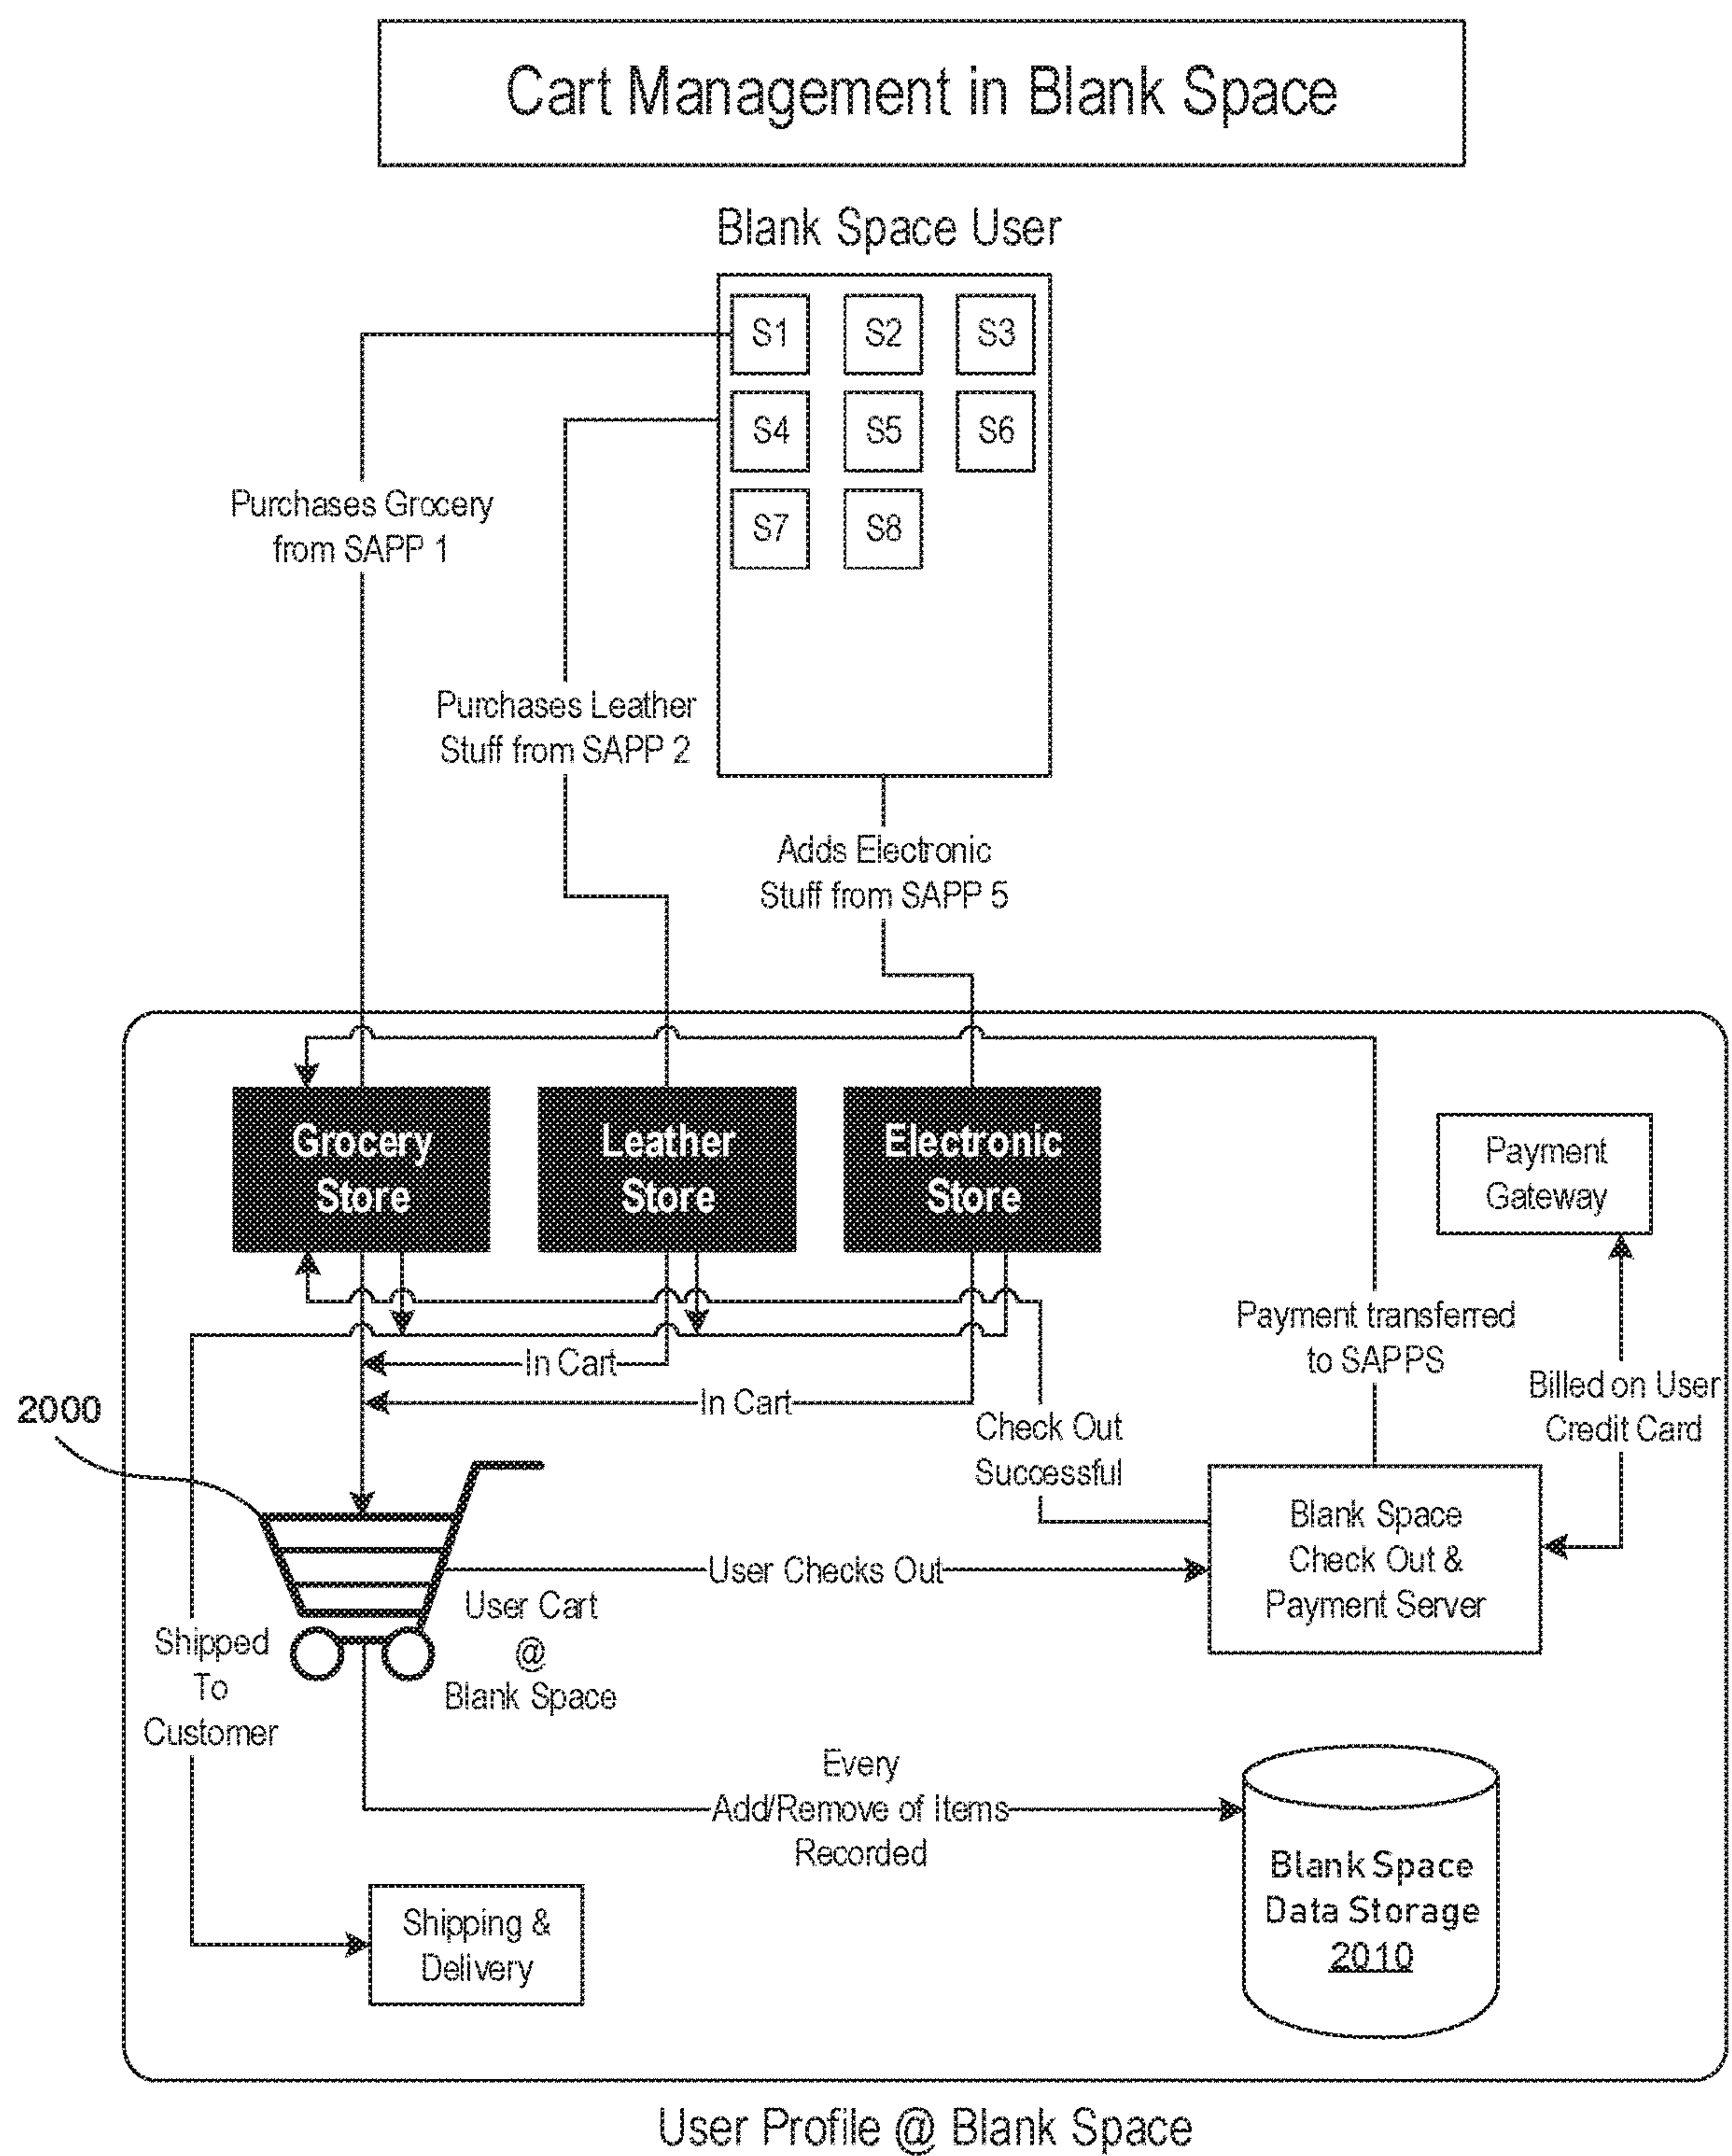 Cart Management in Blank Space
Blank Space User
S1 S2 S3
S4 S5 S6
S7 S8
Purchases Grocery
from SAPP 1
Purchases Leather
Stuff from SAPP 2
Adds Electronic
Stuff from SAPP 5
Grocery
Store
Leather
Store
Electronic
Store
Payment
Gateway
Payment transferred
to SAPPS
Billed on User
Credit Card
In Cart
In Cart
Check Out
Successful
2000
Blank Space
Check Out &
Payment Server
User Checks Out
User Cart
@
Blank Space
Shipped
To
Customer
Every
Add/Remove of Items
Recorded
Blank Space
Data Storage
2010
Shipping &
Delivery
User Profile @ Blank Space